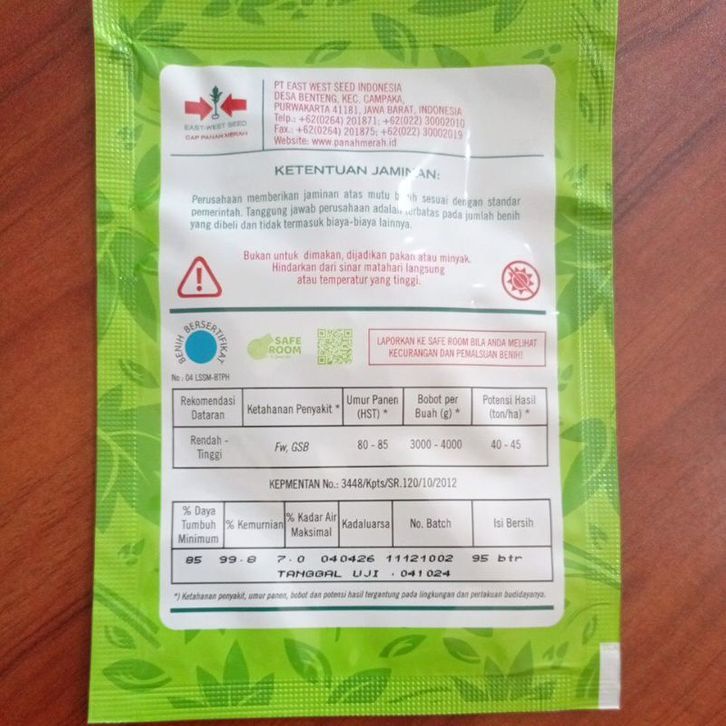 PT EAST WEST SEED INDONESIA
DESA BENTENG, KEC. CAMPAKA,
PURWAKARTA 41181, JAWA BARAT, INDONESIA
Telp.: +62(0264) 201871; +62(022) 30002010
Fax.: +62(0264) 201875; +62(022) 30002019
Website: www.panahmerah.id
EAST-WEST SEED
CAP PANAH MERAH
KETENTUAN JAMINAN:
Perusahaan memberikan jaminan atas mutu benih sesuai dengan standar
pemerintah. Tanggung jawab perusahaan adalah terbatas pada jumlah benih
yang dibeli dan tidak termasuk biaya-biaya lainnya.
Bukan untuk dimakan, dijadikan pakan atau minyak.
Hindarkan dari sinar matahari langsung
atau temperatur yang tinggi.
BENIH BERSERTIFIKAT
No : 04 LSSM-BTPH
SAFE
ROOM
LAPORKAN KE SAFE ROOM BILA ANDA MELIHAT
KECURANGAN DAN PEMALSUAN BENIH!
Rekomendasi Dataran Ketahanan Penyakit * Umur Panen (HST) * Bobot per Buah (g) * Potensi Hasil (ton/ha) *
Rendah - Tinggi Fw, GSB 80 - 85 3000 - 4000 40 - 45
KEPMENTAN No.: 3448/Kpts/SR.120/10/2012
% Daya Tumbuh Minimum % Kemurnian % Kadar Air Maksimal Kadaluarsa No. Batch Isi Bersih
85 99.8 7.0 040426 11121002 95 btr
TANGGAL UJI . 041024
*) Ketahanan penyakit, umur panen, bobot dan potensi hasil tergantung pada lingkungan dan perlakuan budidayanya.